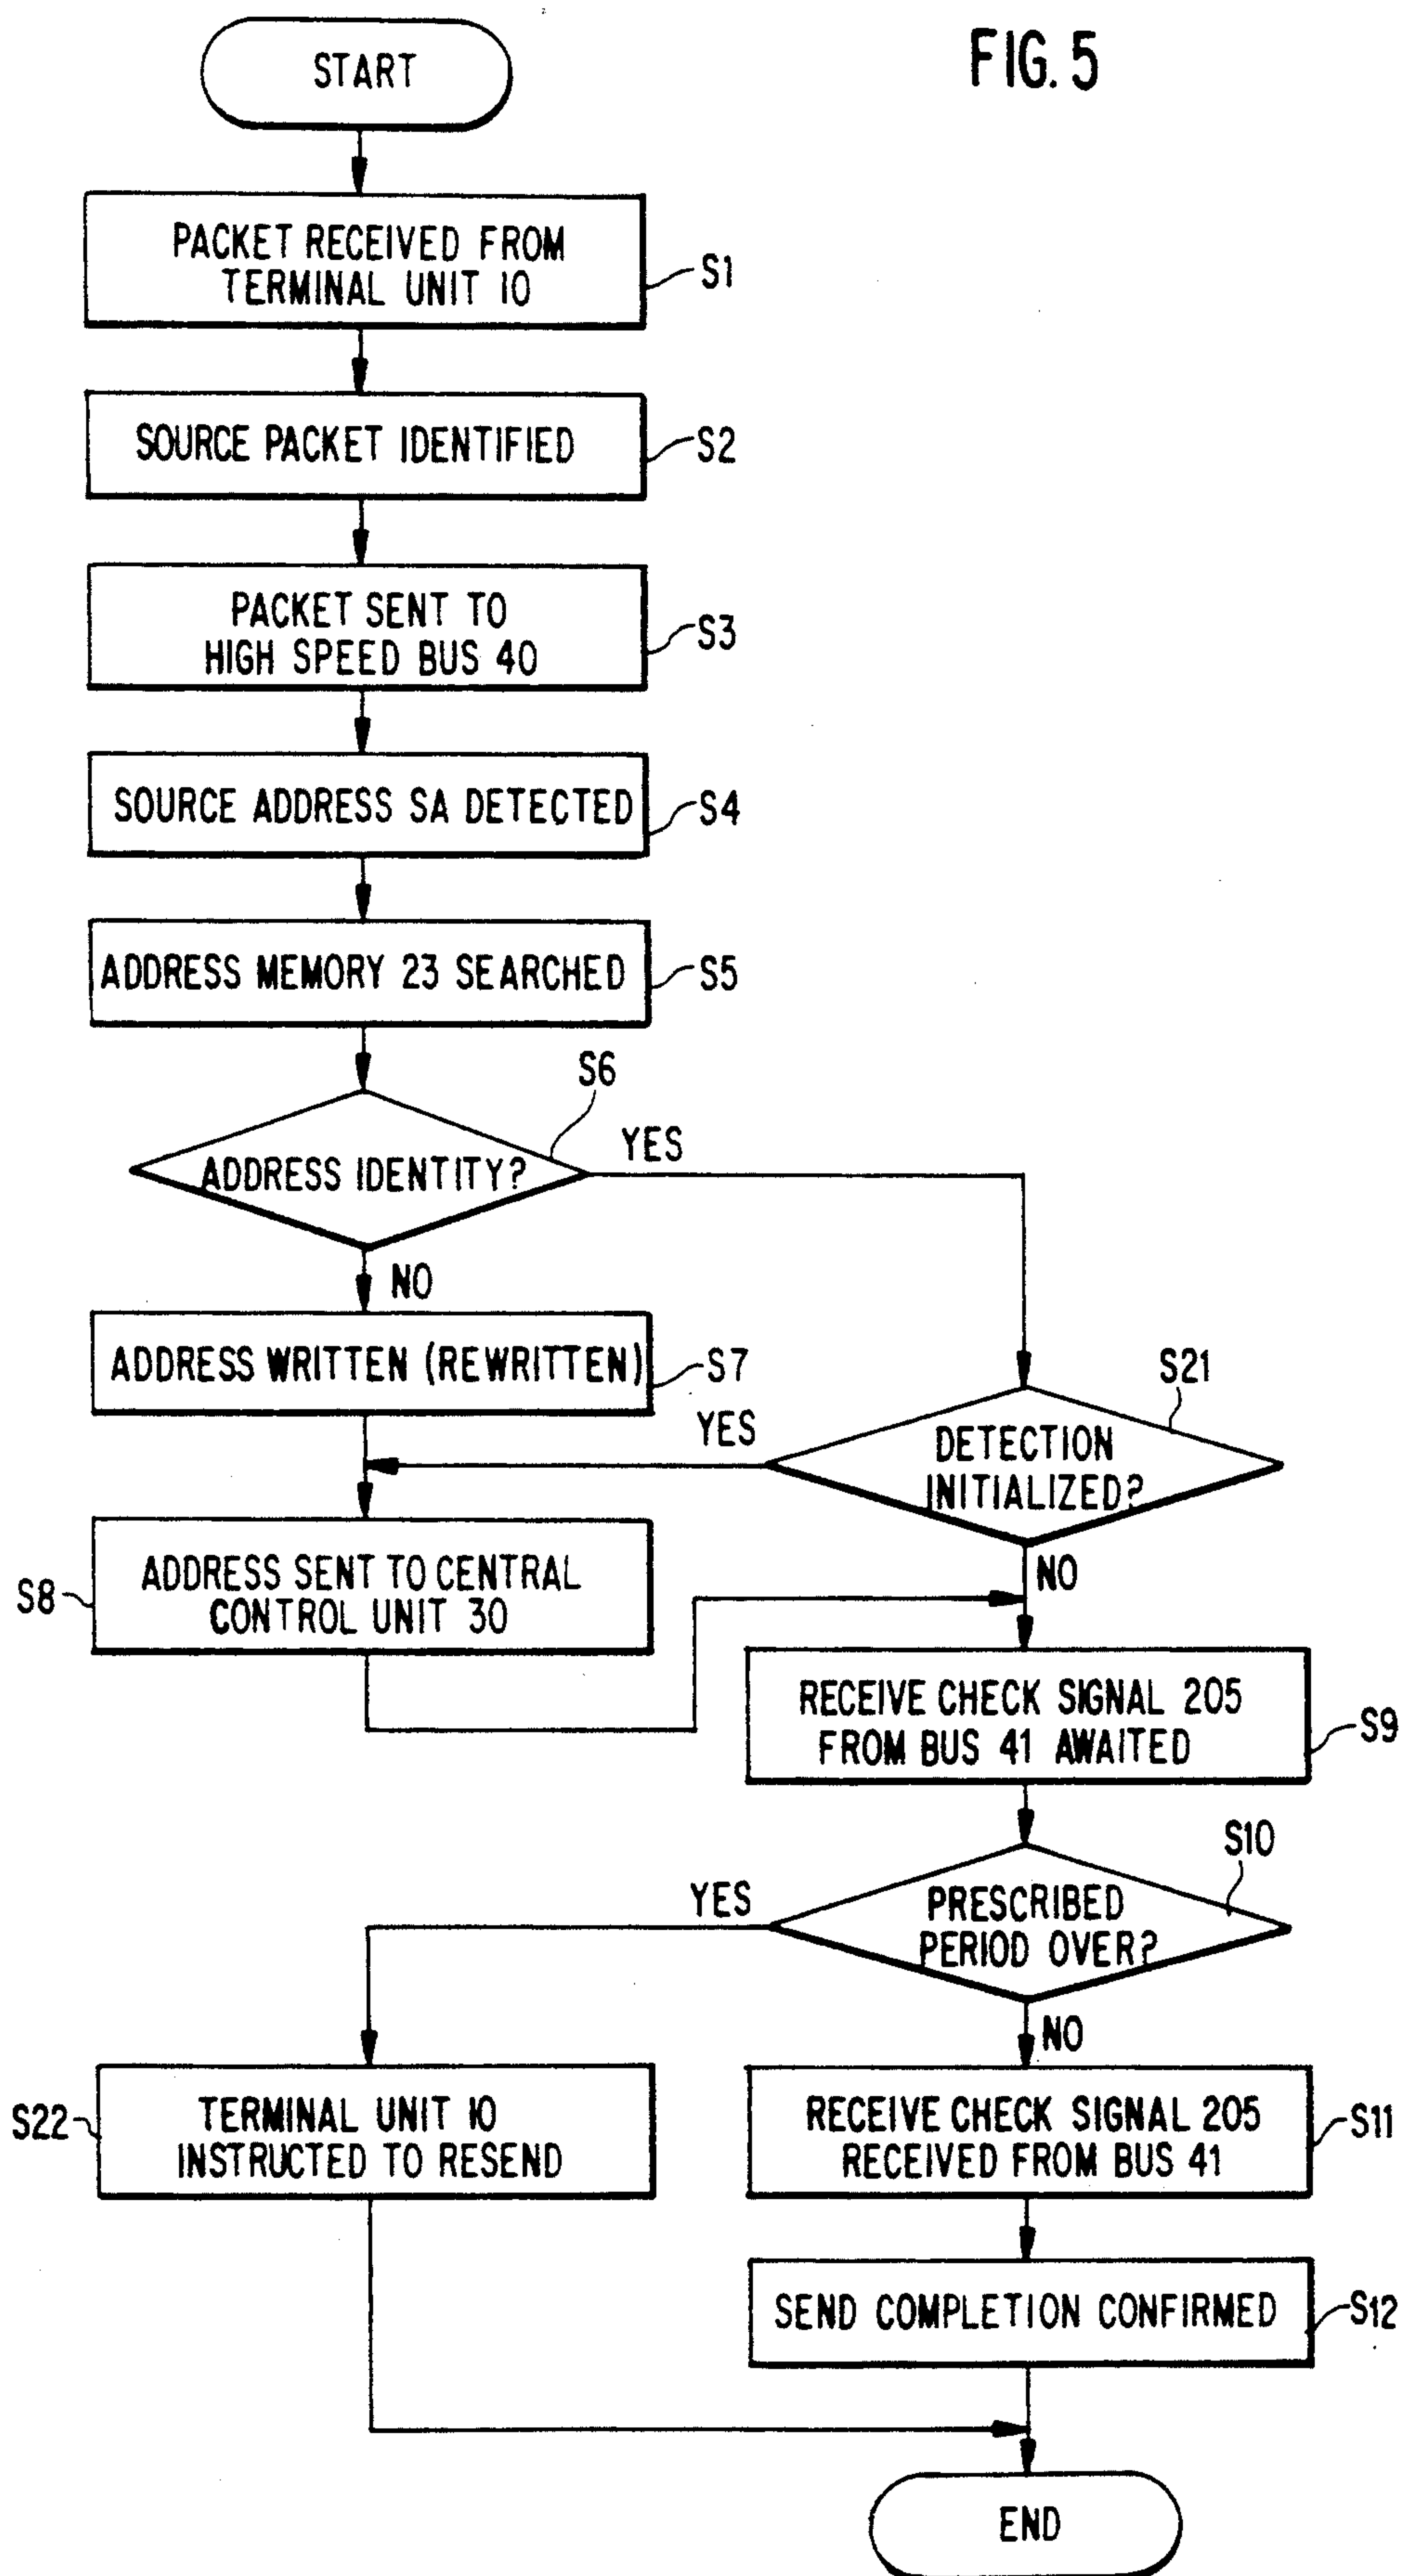 FIG. 5
START
PACKET RECEIVED FROM
TERMINAL UNIT 10
S1
SOURCE PACKET IDENTIFIED
S2
PACKET SENT TO
HIGH SPEED BUS 40
S3
SOURCE ADDRESS SA DETECTED
S4
ADDRESS MEMORY 23 SEARCHED
S5
S6
ADDRESS IDENTITY?
YES
NO
ADDRESS WRITTEN (REWRITTEN)
S7
S21
DETECTION
INITIALIZED?
YES
NO
S8
ADDRESS SENT TO CENTRAL
CONTROL UNIT 30
RECEIVE CHECK SIGNAL 205
FROM BUS 41 AWAITED
S9
S10
PRESCRIBED
PERIOD OVER?
YES
NO
S22
TERMINAL UNIT 10
INSTRUCTED TO RESEND
RECEIVE CHECK SIGNAL 205
RECEIVED FROM BUS 41
S11
SEND COMPLETION CONFIRMED
S12
END